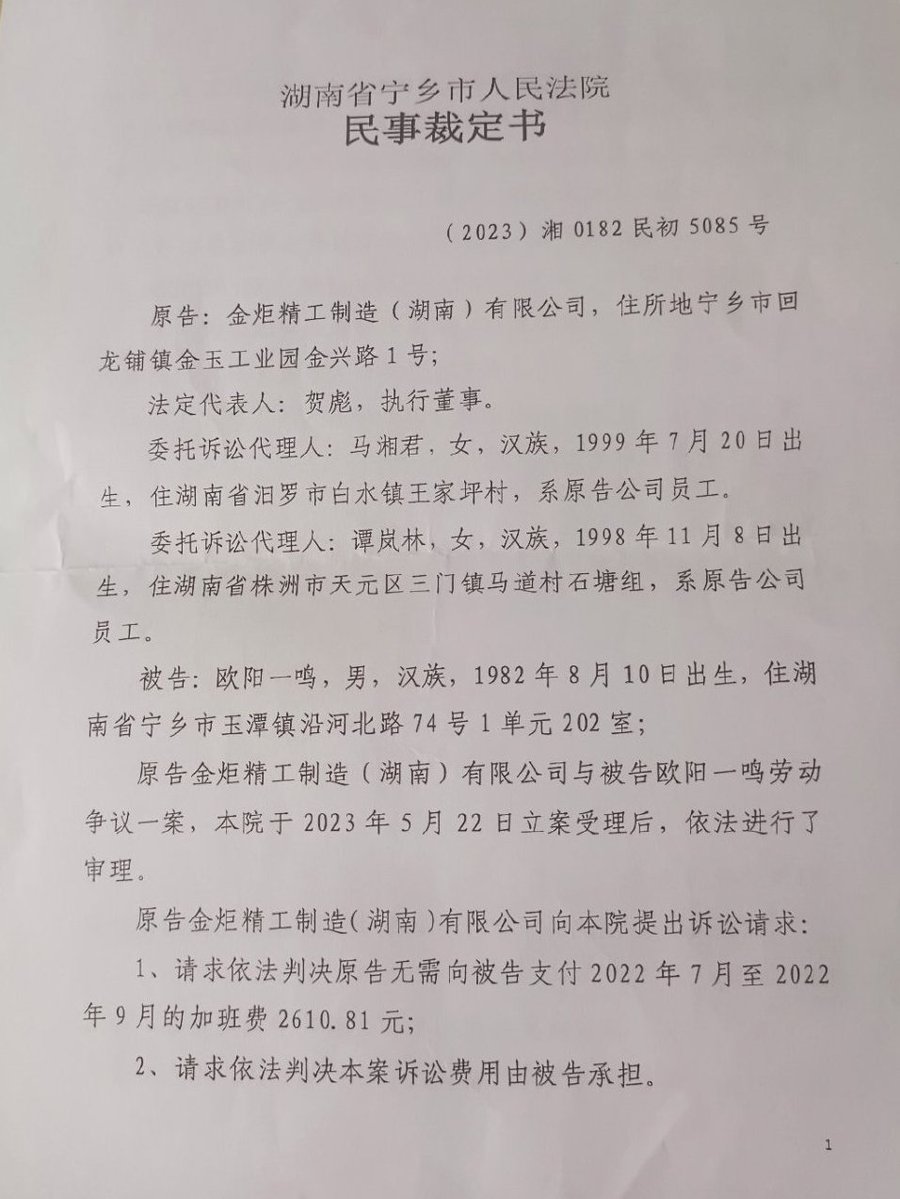 湖南省宁乡市人民法院
民事裁定书
（2023）湘 0182 民初 5085 号
原告：金炬精工制造（湖南）有限公司，住所地宁乡市回
龙铺镇金玉工业园金兴路 1 号；
法定代表人：贺彪，执行董事。
委托诉讼代理人：马湘君，女，汉族，1999 年 7 月 20 日出
生，住湖南省汨罗市白水镇王家坪村，系原告公司员工。
委托诉讼代理人：谭岚林，女，汉族，1998 年 11 月 8 日出
生，住湖南省株洲市天元区三门镇马道村石塘组，系原告公司
员工。
被告：欧阳一鸣，男，汉族，1982 年 8 月 10 日出生，住湖
南省宁乡市玉潭镇沿河北路 74 号 1 单元 202 室；
原告金炬精工制造（湖南）有限公司与被告欧阳一鸣劳动
争议一案，本院于 2023 年 5 月 22 日立案受理后，依法进行了
审理。
原告金炬精工制造（湖南）有限公司向本院提出诉讼请求：
1、请求依法判决原告无需向被告支付 2022 年 7 月至 2022
年 9 月的加班费 2610.81 元；
2、请求依法判决本案诉讼费用由被告承担。
1